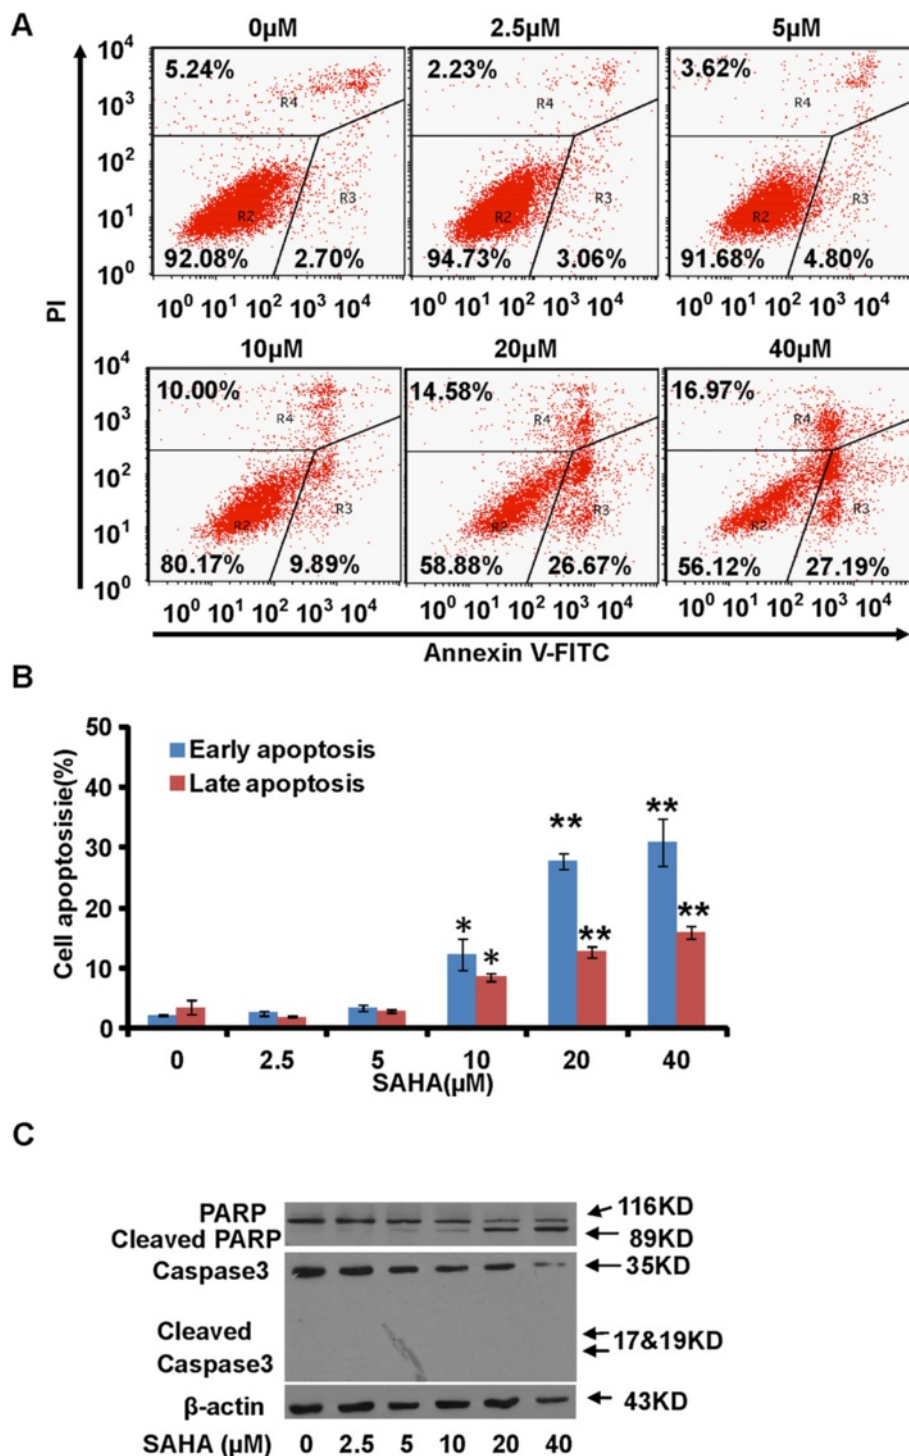 A
0µM 2.5µM 5µM
10⁴ 5.24% 2.23% 3.62%
10³ R4 R4 R4
10² R3 R3 R3
10¹ R2 R2 R2
10⁰ 92.08% 2.70% 94.73% 3.06% 91.68% 4.80%
10⁰ 10¹ 10² 10³ 10⁴ 10⁰ 10¹ 10² 10³ 10⁴ 10⁰ 10¹ 10² 10³ 10⁴
PI
10µM 20µM 40µM
10⁴ 10.00% 14.58% 16.97%
10³ R4 R4 R4
10² R3 R3 R3
10¹ R2 R2 R2
10⁰ 80.17% 9.89% 58.88% 26.67% 56.12% 27.19%
10⁰ 10¹ 10² 10³ 10⁴ 10⁰ 10¹ 10² 10³ 10⁴ 10⁰ 10¹ 10² 10³ 10⁴
Annexin V-FITC
B
Cell apoptosisie(%)
50
40
30
20
10
0
Early apoptosis
Late apoptosis
** **
** **
* *
0 2.5 5 10 20 40
SAHA(µM)
C
PARP 116KD
Cleaved PARP 89KD
Caspase3 35KD
Cleaved
Caspase3 17&19KD
β-actin 43KD
SAHA (µM) 0 2.5 5 10 20 40